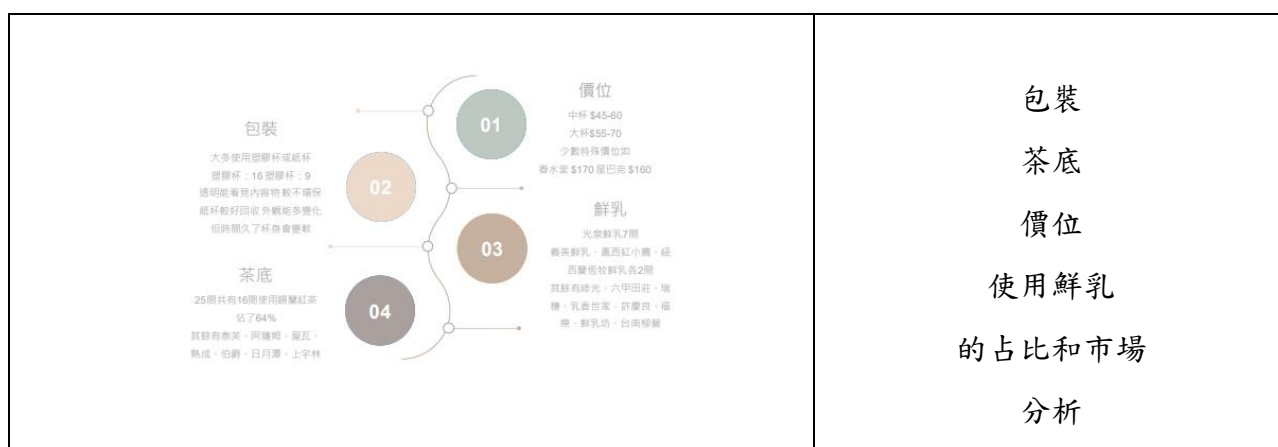 01
價位
中杯 $45-60
大杯$55-70
少數特殊價位如
春水堂 $170 星巴克 $160
包裝
大多使用塑膠杯或紙杯
塑膠杯：16 塑膠杯：9
透明能看見內容物 較不環保
紙杯較好回收 外觀能多變化
但時間久了杯身會變軟
02
03
鮮乳
光泉鮮乳7間
義美鮮乳、萬西紅小農、紐
西蘭恆牧鮮乳各2間
其餘有綠光、六甲田莊、瑞
穗、乳香世家、許慶良、福
樂、鮮乳坊、台南柳營
茶底
25間共有16間使用錫蘭紅茶
佔了64%
其餘有泰芙、阿薩姆、屋瓦、
熟成、伯爵、日月潭、上宇林
04
包裝
茶底
價位
使用鮮乳
的占比和市場
分析